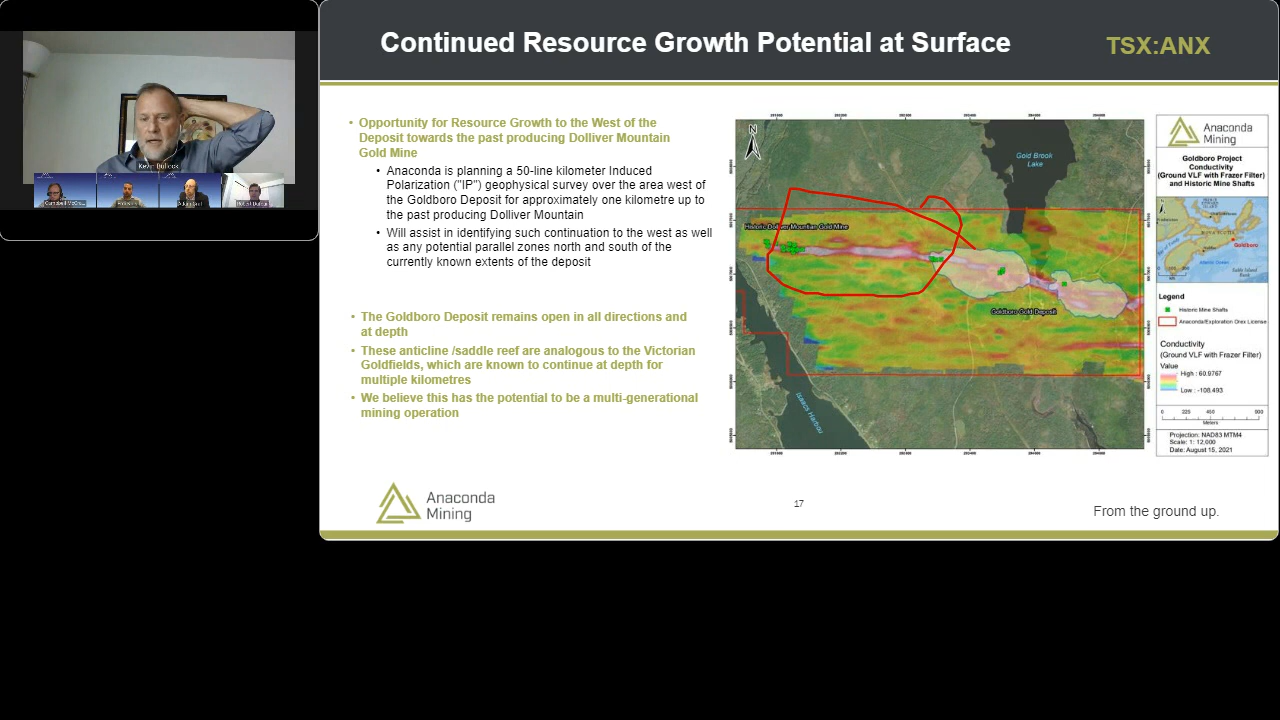 Continued Resource Growth Potential at Surface
TSX:ANX
• Opportunity for Resource Growth to the West of the
Deposit towards the past producing Dolliver Mountain
Gold Mine
• Anaconda is planning a 50-line kilometer Induced
Polarization ("IP") geophysical survey over the area west of
the Goldboro Deposit for approximately one kilometre up to
the past producing Dolliver Mountain
• Will assist in identifying such continuation to the west as well
as any potential parallel zones north and south of the
currently known extents of the deposit
• The Goldboro Deposit remains open in all directions and
at depth
• These anticline /saddle reef are analogous to the Victorian
Goldfields, which are known to continue at depth for
multiple kilometres
• We believe this has the potential to be a multi-generational
mining operation
Kevin Bullock
N
Gold Brook
Lake
Historic Dolliver Mountain Gold Mine
Goldboro Gold Deposit
Isaacs Harbour
Anaconda
Mining
Goldboro Project
Conductivity
(Ground VLF with Frazer Filter)
and Historic Mine Shafts
Goldboro
Legend
Historic Mine Shafts
Anaconda/Exploration Orex License
Conductivity
(Ground VLF with Frazer Filter)
Value
High : 60.9767
Low : -108.493
0 225 450 900
Meters
Projection: NAD83 MTM4
Scale: 1: 12,000
Date: August 15, 2021
Anaconda
Mining
17
From the ground up.